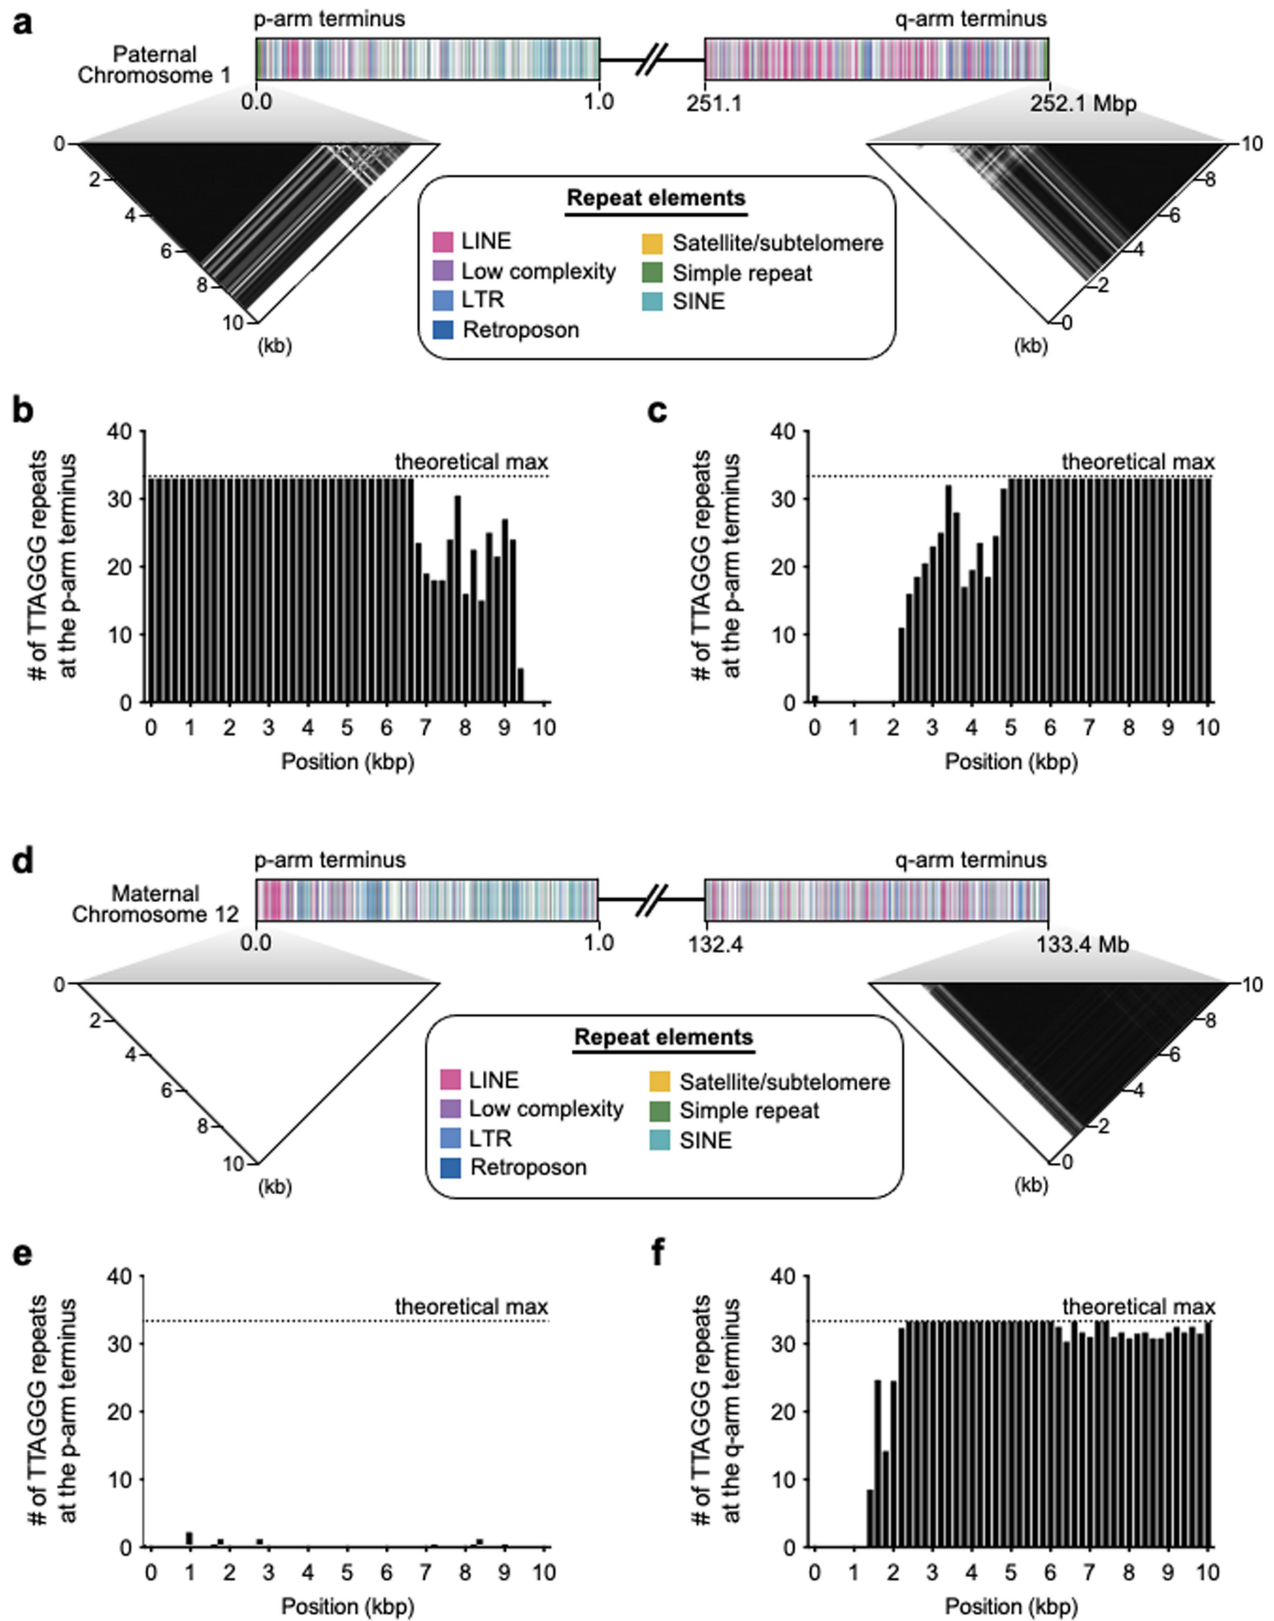 a
p-arm terminus
q-arm terminus
Paternal
Chromosome 1
0.0
1.0
251.1
252.1 Mbp
0
2
4
6
8
10
(kb)
10
8
6
4
2
0
(kb)
Repeat elements
LINE
Low complexity
LTR
Retroposon
Satellite/subtelomere
Simple repeat
SINE
b
# of TTAGGG repeats
at the p-arm terminus
40
30
20
10
0
theoretical max
0 1 2 3 4 5 6 7 8 9 10
Position (kbp)
c
# of TTAGGG repeats
at the p-arm terminus
40
30
20
10
0
theoretical max
0 1 2 3 4 5 6 7 8 9 10
Position (kbp)
d
p-arm terminus
q-arm terminus
Maternal
Chromosome 12
0.0
1.0
132.4
133.4 Mb
0
2
4
6
8
10
(kb)
10
8
6
4
2
0
(kb)
Repeat elements
LINE
Low complexity
LTR
Retroposon
Satellite/subtelomere
Simple repeat
SINE
e
# of TTAGGG repeats
at the p-arm terminus
40
30
20
10
0
theoretical max
0 1 2 3 4 5 6 7 8 9 10
Position (kbp)
f
# of TTAGGG repeats
at the q-arm terminus
40
30
20
10
0
theoretical max
0 1 2 3 4 5 6 7 8 9 10
Position (kbp)